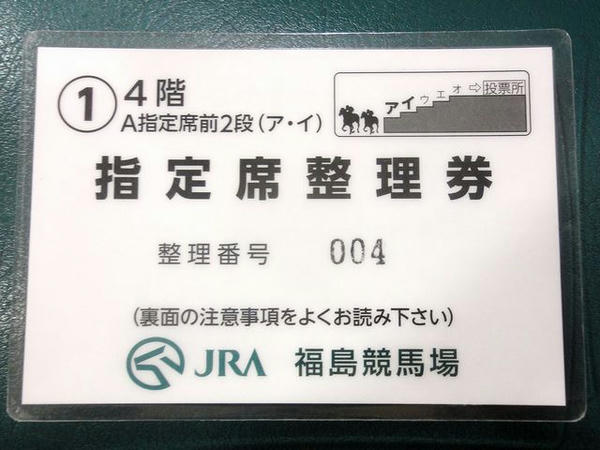 ① 4階
A指定席前2段(ア・イ)
アイウエオ⇨投票所
指定席整理券
整理番号 004
(裏面の注意事項をよくお読み下さい)
JRA 福島競馬場